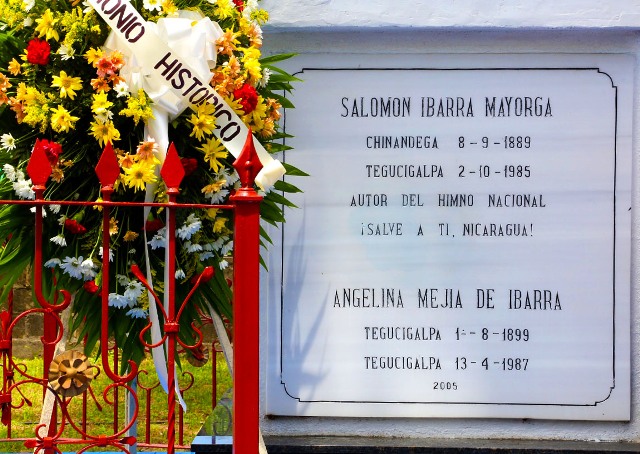 ONIO HISTORICO
SALOMON IBARRA MAYORGA
CHINANDEGA 8-9-1889
TEGUCIGALPA 2-10-1985
AUTOR DEL HIMNO NACIONAL
¡SALVE A TI, NICARAGUA!
ANGELINA MEJIA DE IBARRA
TEGUCIGALPA 1º-8-1899
TEGUCIGALPA 13-4-1987
2005